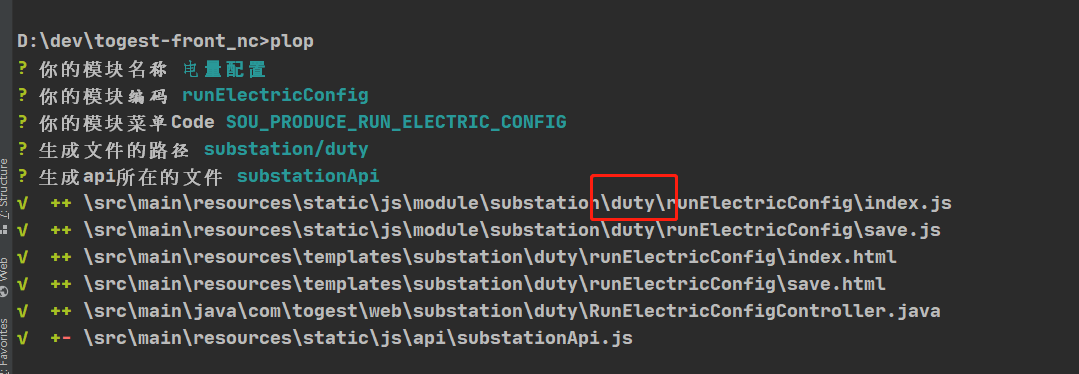 D:\dev\togest-front_nc>plop
? 你的模块名称 电量配置
? 你的模块编码 runElectricConfig
? 你的模块菜单Code SOU_PRODUCE_RUN_ELECTRIC_CONFIG
? 生成文件的路径 substation/duty
? 生成api所在的文件 substationApi
√ ++ \src\main\resources\static\js\module\substation\duty\runElectricConfig\index.js
√ ++ \src\main\resources\static\js\module\substation\duty\runElectricConfig\save.js
√ ++ \src\main\resources\templates\substation\duty\runElectricConfig\index.html
√ ++ \src\main\resources\templates\substation\duty\runElectricConfig\save.html
√ ++ \src\main\java\com\togest\web\substation\duty\RunElectricConfigController.java
√ +- \src\main\resources\static\js\api\substationApi.js
Z: Structure
Web
Favorites